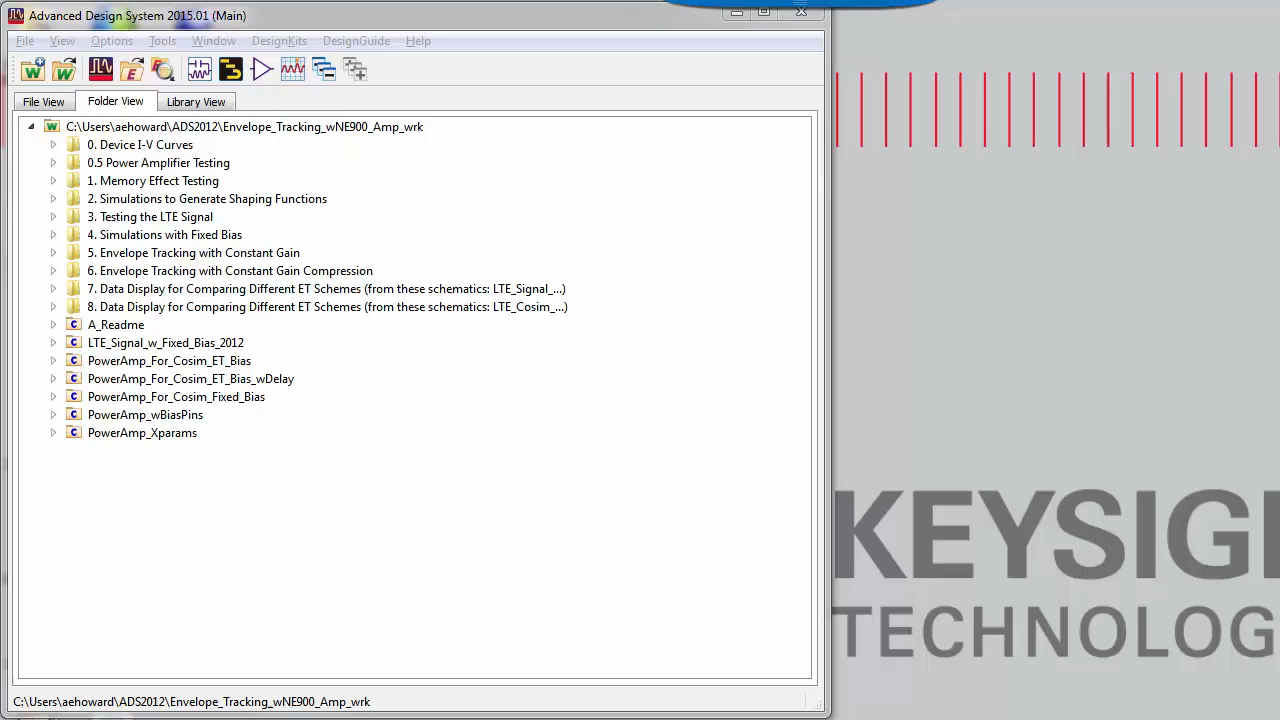 Advanced Design System 2015.01 (Main)
File View Options Tools Window DesignKits DesignGuide Help
File View Folder View Library View
C:\Users\aehoward\ADS2012\Envelope_Tracking_wNE900_Amp_wrk
0. Device I-V Curves
0.5 Power Amplifier Testing
1. Memory Effect Testing
2. Simulations to Generate Shaping Functions
3. Testing the LTE Signal
4. Simulations with Fixed Bias
5. Envelope Tracking with Constant Gain
6. Envelope Tracking with Constant Gain Compression
7. Data Display for Comparing Different ET Schemes (from these schematics: LTE_Signal_...)
8. Data Display for Comparing Different ET Schemes (from these schematics: LTE_Cosim_...)
A_Readme
LTE_Signal_w_Fixed_Bias_2012
PowerAmp_For_Cosim_ET_Bias
PowerAmp_For_Cosim_ET_Bias_wDelay
PowerAmp_For_Cosim_Fixed_Bias
PowerAmp_wBiasPins
PowerAmp_Xparams
C:\Users\aehoward\ADS2012\Envelope_Tracking_wNE900_Amp_wrk
KEYSIG
TECHNOLOG